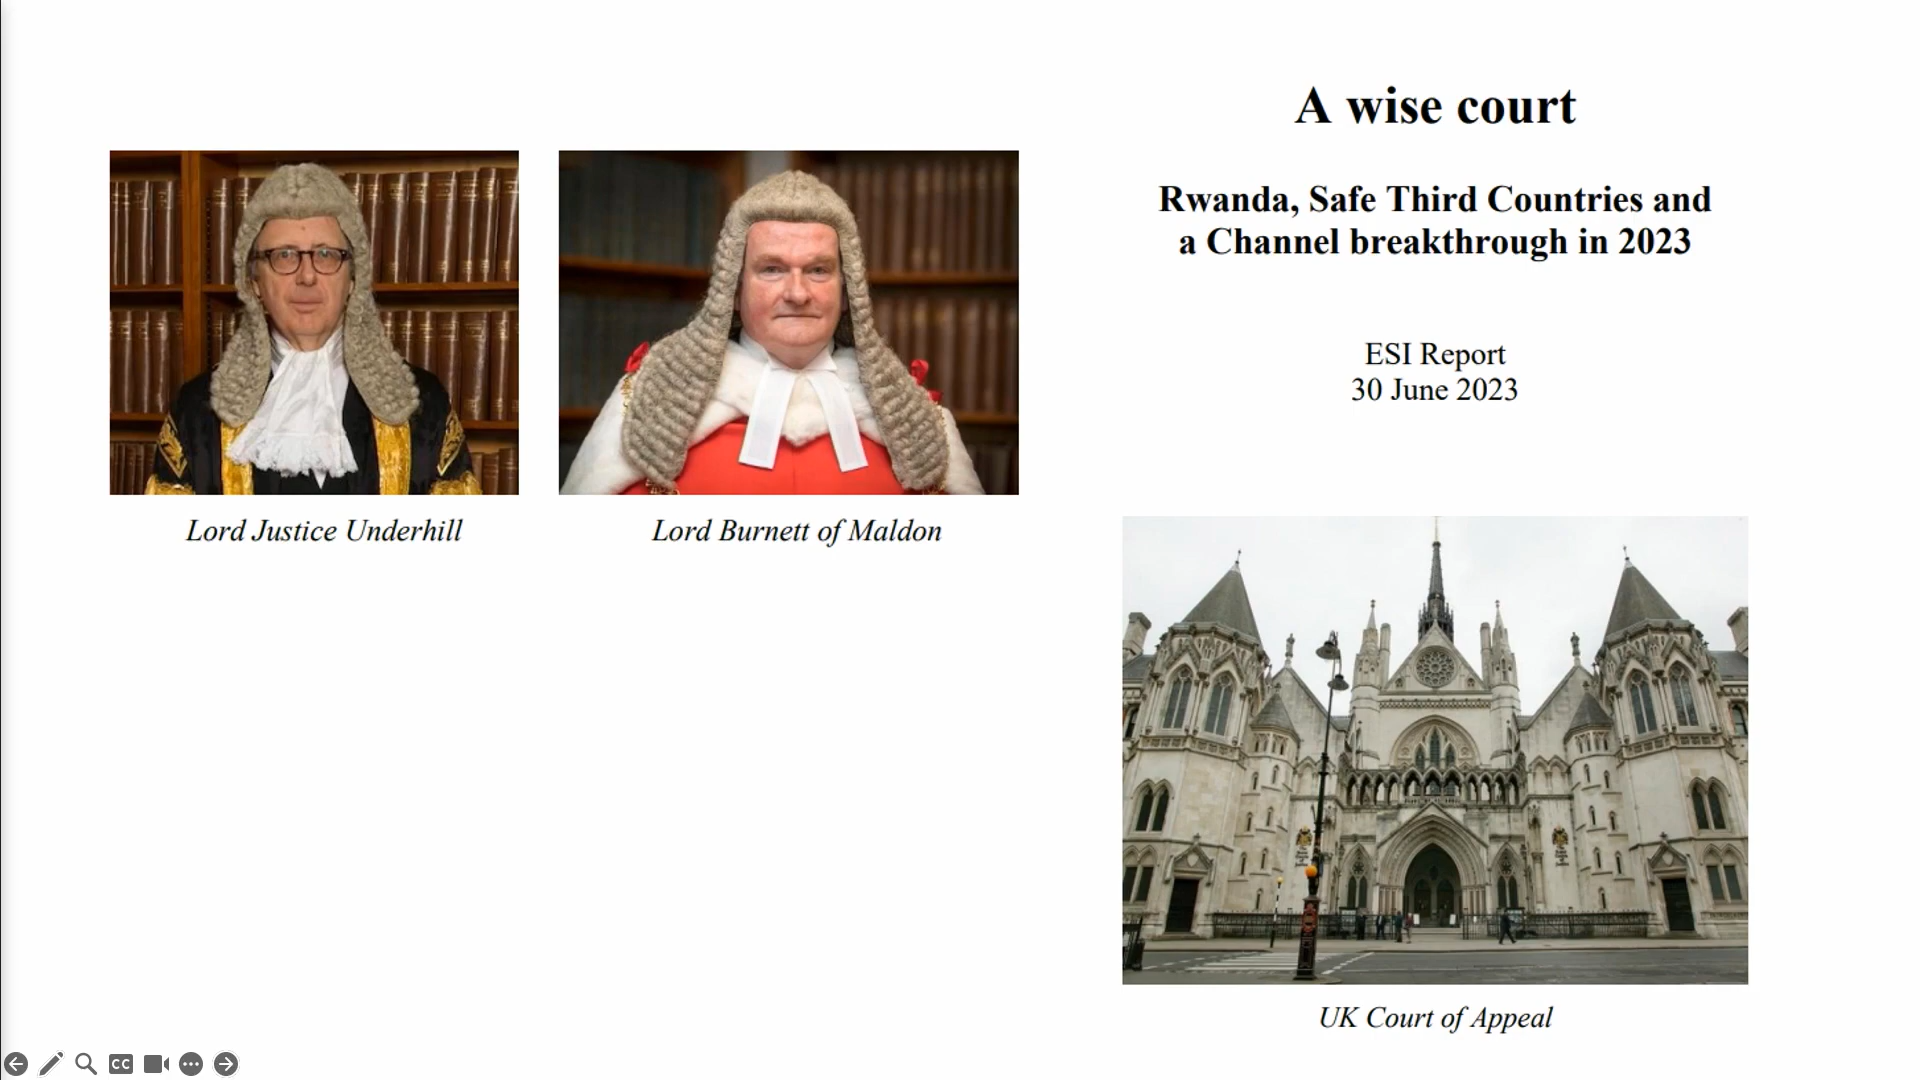 A wise court
Rwanda, Safe Third Countries and
a Channel breakthrough in 2023
ESI Report
30 June 2023
Lord Justice Underhill
Lord Burnett of Maldon
UK Court of Appeal
CC